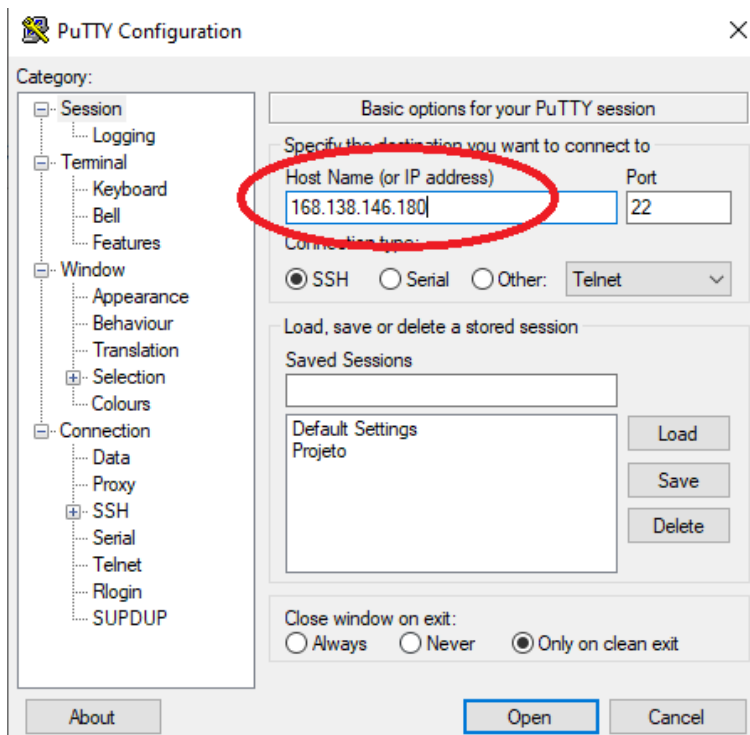 PuTTY Configuration
Category:
Session
Logging
Terminal
Keyboard
Bell
Features
Window
Appearance
Behaviour
Translation
Selection
Colours
Connection
Data
Proxy
SSH
Serial
Telnet
Rlogin
SUPDUP
Basic options for your PuTTY session
Specify the destination you want to connect to
Host Name (or IP address) Port
168.138.146.180 22
Connection type:
SSH Serial Other: Telnet
Load, save or delete a stored session
Saved Sessions
Default Settings
Projeto
Load
Save
Delete
Close window on exit:
Always Never Only on clean exit
About Open Cancel